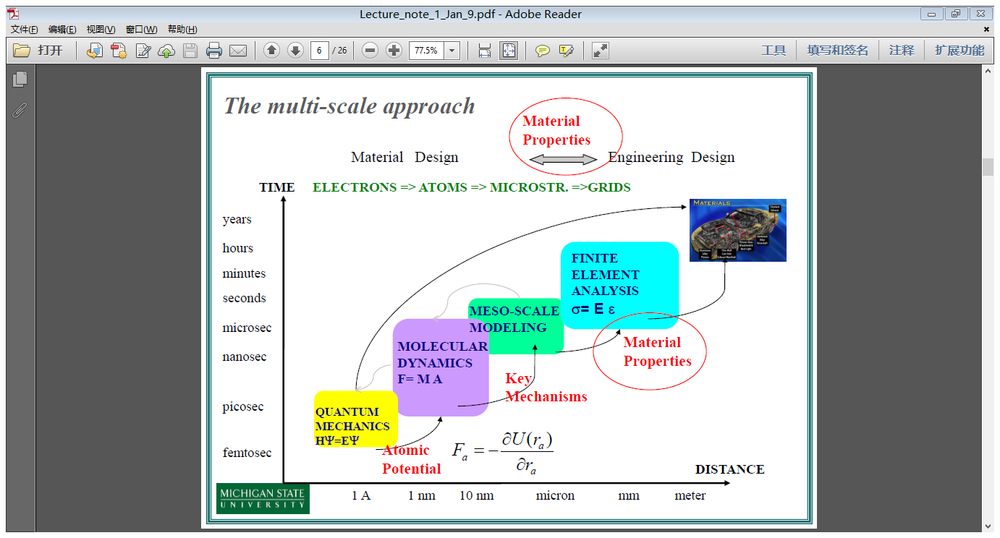 Lecture_note_1_Jan_9.pdf - Adobe Reader
文件(F) 编辑(E) 视图(V) 窗口(W) 帮助(H)
打开 6 / 26 77.5% 工具 填写和签名 注释 扩展功能
The multi-scale approach
Material
Properties
Material Design
Engineering Design
TIME
ELECTRONS => ATOMS => MICROSTR. =>GRIDS
years
hours
minutes
seconds
microsec
nanosec
picosec
femtosec
MATERIALS
FINITE
ELEMENT
ANALYSIS
σ= E ε
MESO-SCALE
MODELING
MOLECULAR
DYNAMICS
F= M A
Material
Properties
Key
Mechanisms
QUANTUM
MECHANICS
HΨ=EΨ
Atomic
Potential
F_a = -∂U(r_a)/∂r_a
DISTANCE
1 A 1 nm 10 nm micron mm meter
MICHIGAN STATE
UNIVERSITY